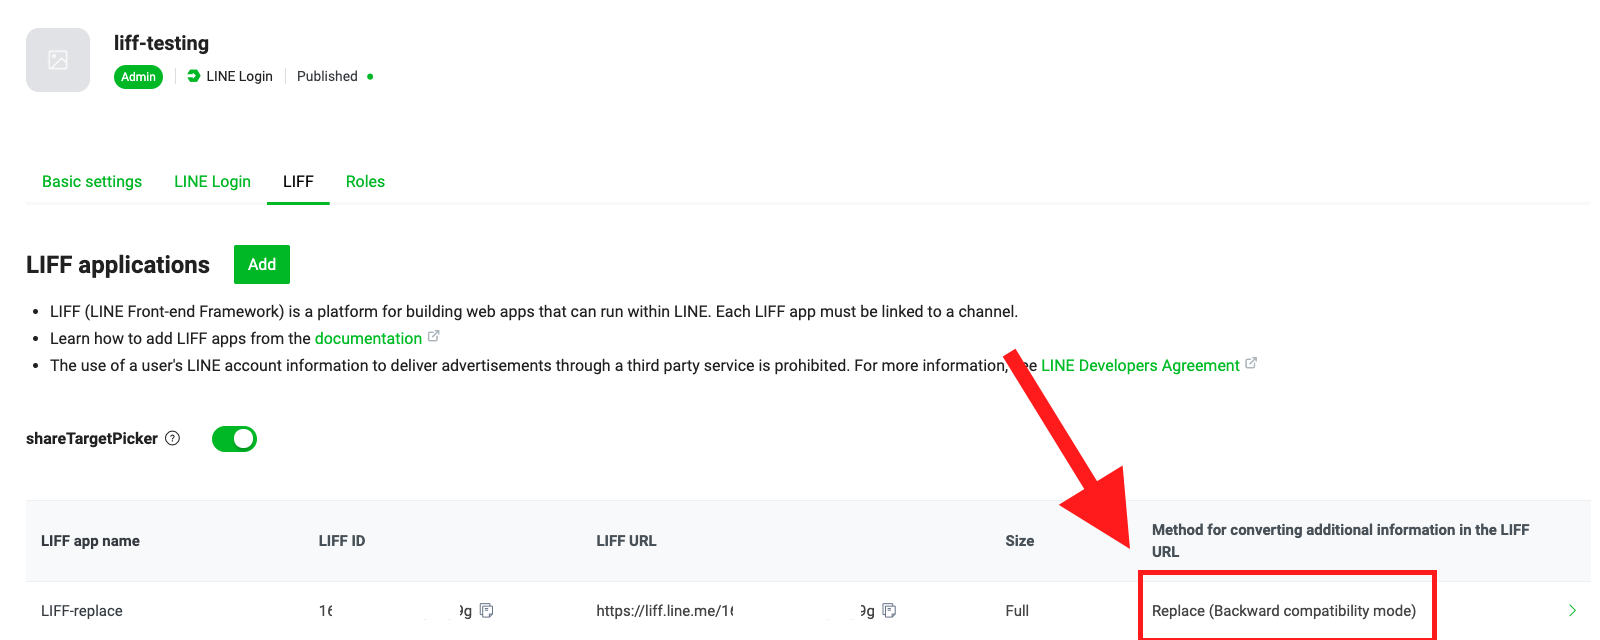 liff-testing
Admin LINE Login Published
Basic settings LINE Login LIFF Roles
LIFF applications Add
• LIFF (LINE Front-end Framework) is a platform for building web apps that can run within LINE. Each LIFF app must be linked to a channel.
• Learn how to add LIFF apps from the documentation
• The use of a user's LINE account information to deliver advertisements through a third party service is prohibited. For more information, LINE Developers Agreement
shareTargetPicker ?
LIFF app name LIFF ID LIFF URL Size Method for converting additional information in the LIFF
URL
LIFF-replace 16 9g https://liff.line.me/16 9g Full Replace (Backward compatibility mode)